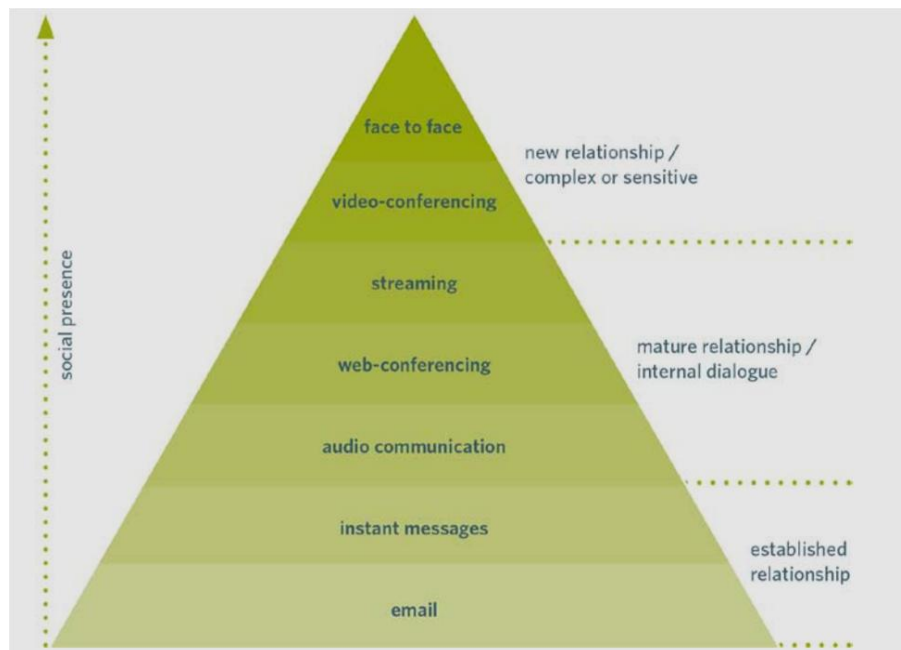 face to face
new relationship /
complex or sensitive
video-conferencing
streaming
social presence
web-conferencing
mature relationship /
internal dialogue
audio communication
instant messages
established
relationship
email